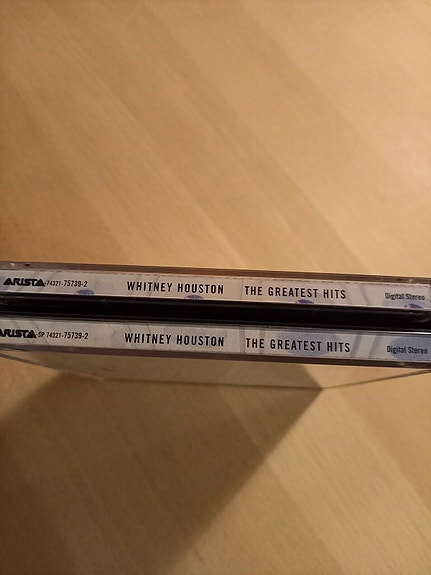 ARISTA 74321-75739-2 WHITNEY HOUSTON THE GREATEST HITS Digital Stereo
ARISTA SP 74321-75739-2 WHITNEY HOUSTON THE GREATEST HITS Digital Stereo